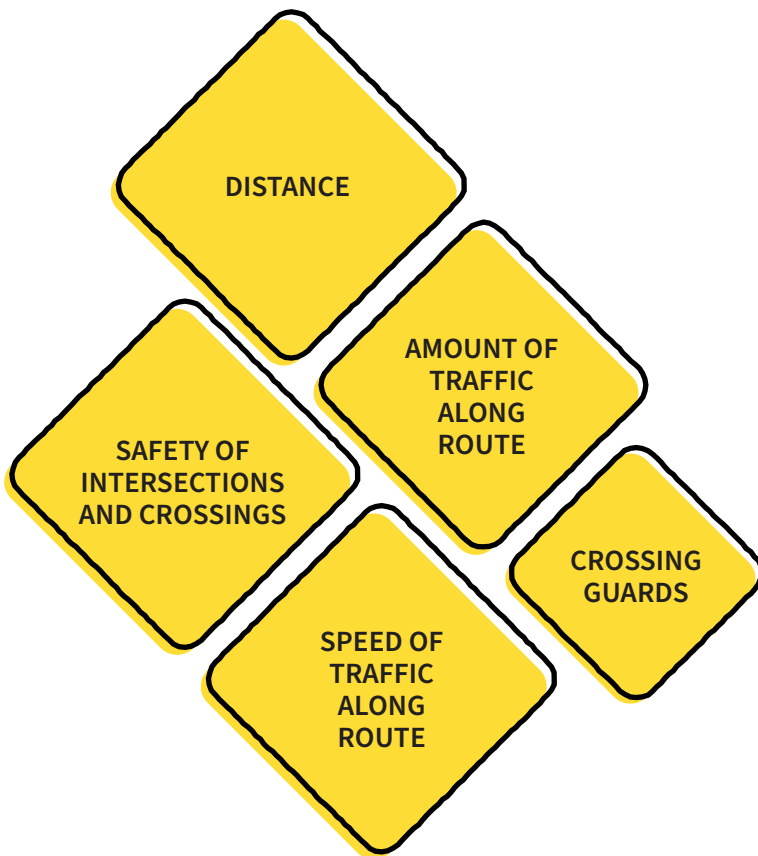 DISTANCE
AMOUNT OF
TRAFFIC
ALONG
ROUTE
SAFETY OF
INTERSECTIONS
AND CROSSINGS
CROSSING
GUARDS
SPEED OF
TRAFFIC
ALONG
ROUTE